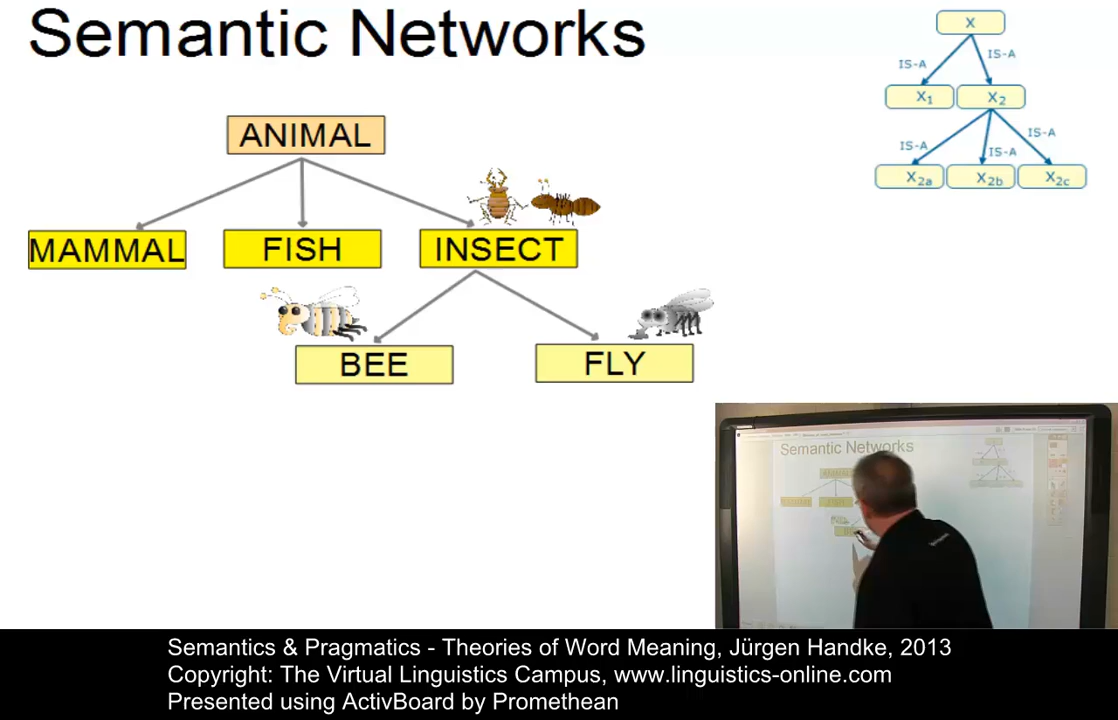 Semantic Networks
X
IS-A IS-A
X1 X2
IS-A IS-A IS-A
X2a X2b X2c
ANIMAL
MAMMAL FISH INSECT
BEE FLY
Semantic Networks
Semantics & Pragmatics - Theories of Word Meaning, Jürgen Handke, 2013
Copyright: The Virtual Linguistics Campus, www.linguistics-online.com
Presented using ActivBoard by Promethean